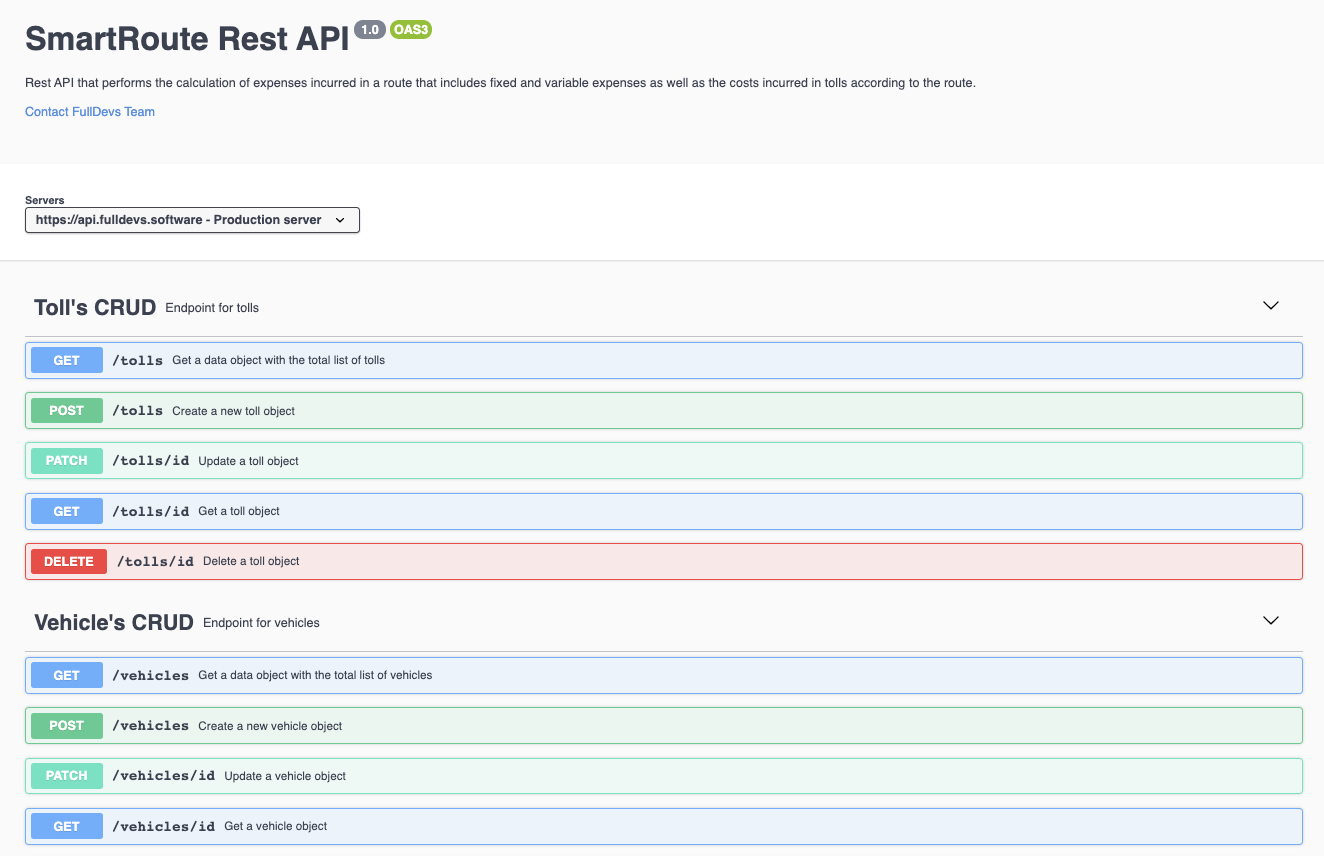 SmartRoute Rest API 1.0 OAS3
Rest API that performs the calculation of expenses incurred in a route that includes fixed and variable expenses as well as the costs incurred in tolls according to the route.
Contact FullDevs Team
Servers
https://api.fulldevs.software - Production server
Toll's CRUD Endpoint for tolls
GET /tolls Get a data object with the total list of tolls
POST /tolls Create a new toll object
PATCH /tolls/id Update a toll object
GET /tolls/id Get a toll object
DELETE /tolls/id Delete a toll object
Vehicle's CRUD Endpoint for vehicles
GET /vehicles Get a data object with the total list of vehicles
POST /vehicles Create a new vehicle object
PATCH /vehicles/id Update a vehicle object
GET /vehicles/id Get a vehicle object